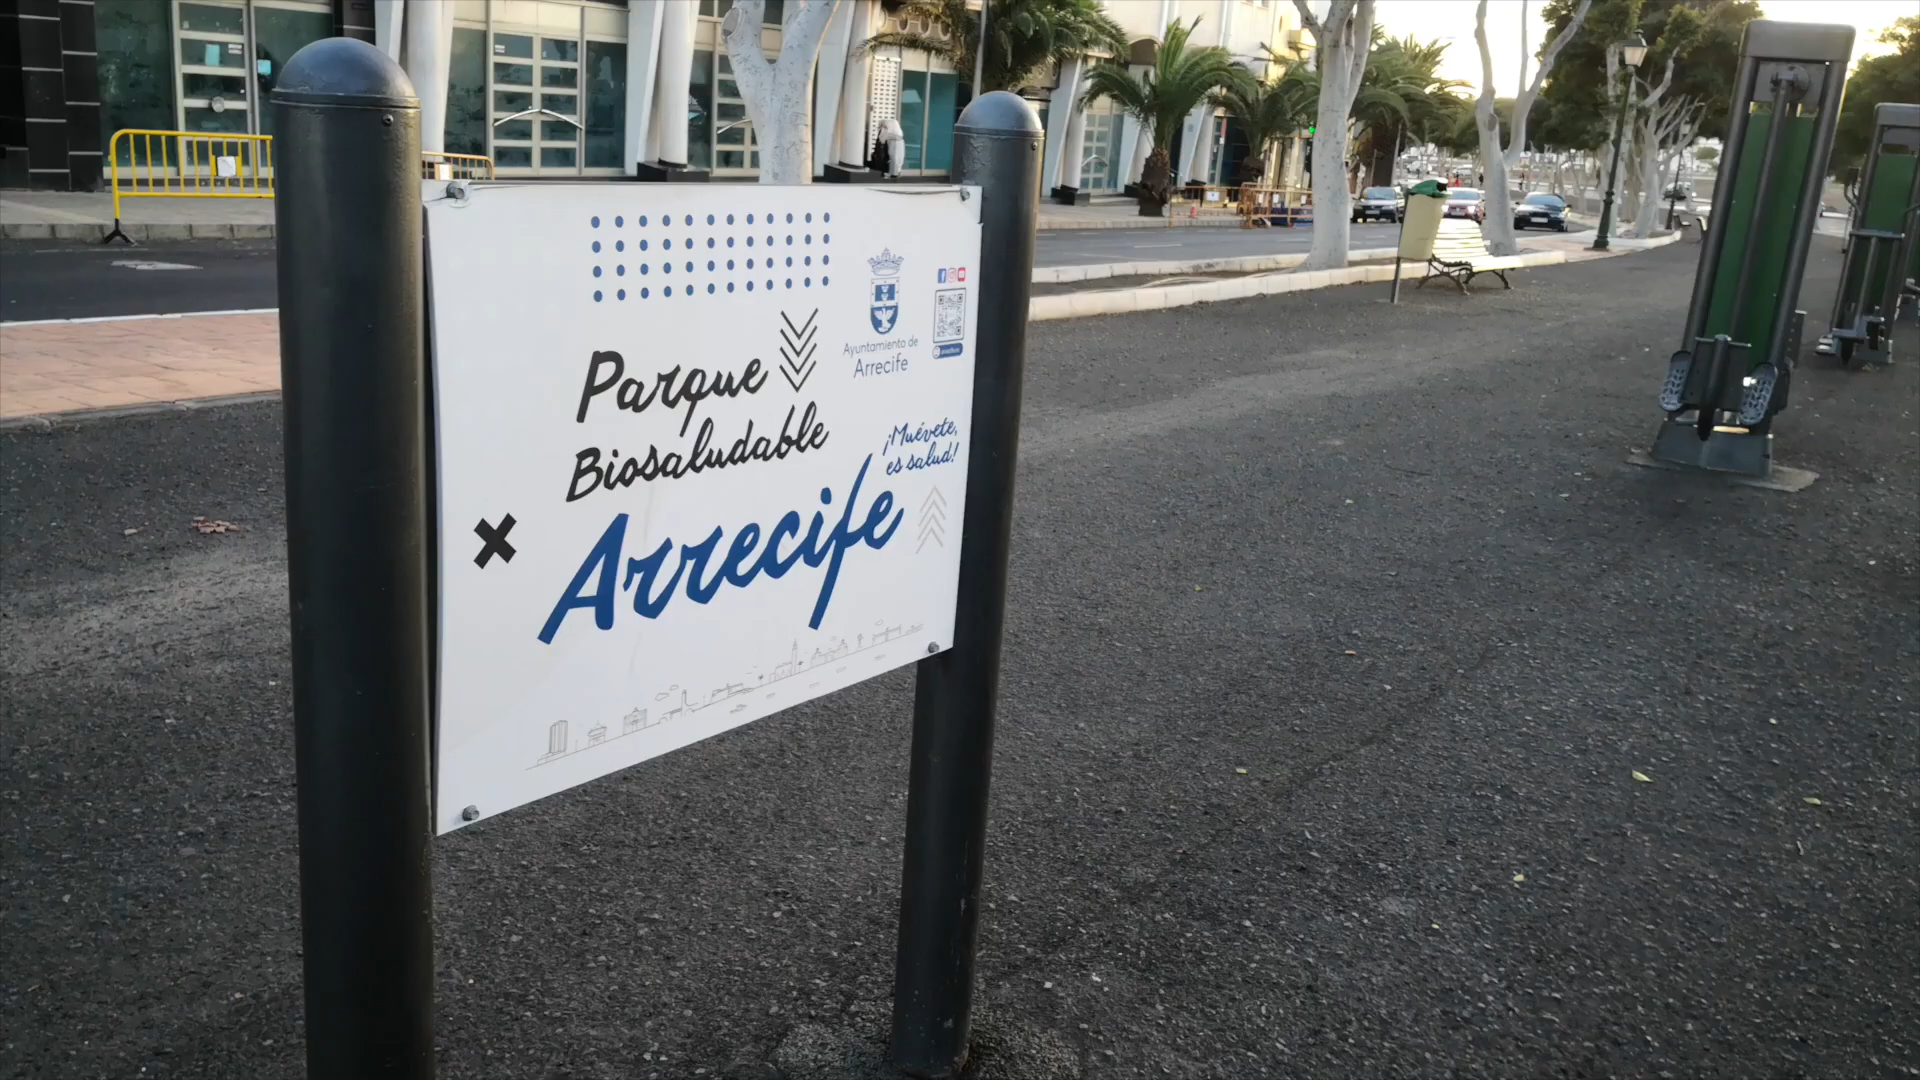 Parque
Biosaludable
Arrecife
Ayuntamiento de
Arrecife
¡Muévete,
es salud!